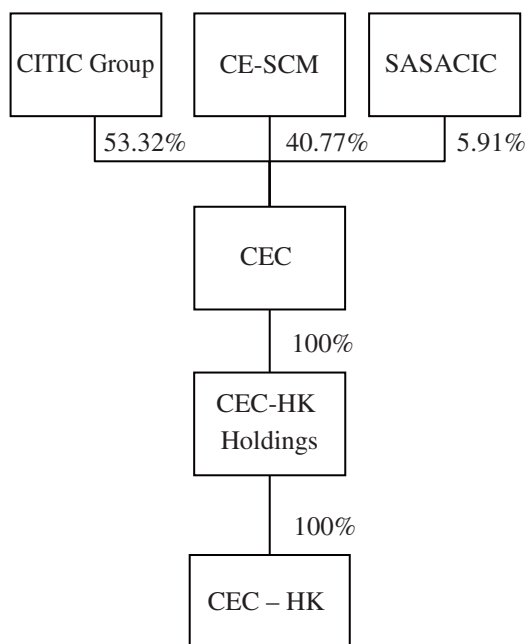 CITIC Group
CE-SCM
SASACIC
53.32%
40.77%
5.91%
CEC
100%
CEC-HK
Holdings
100%
CEC – HK